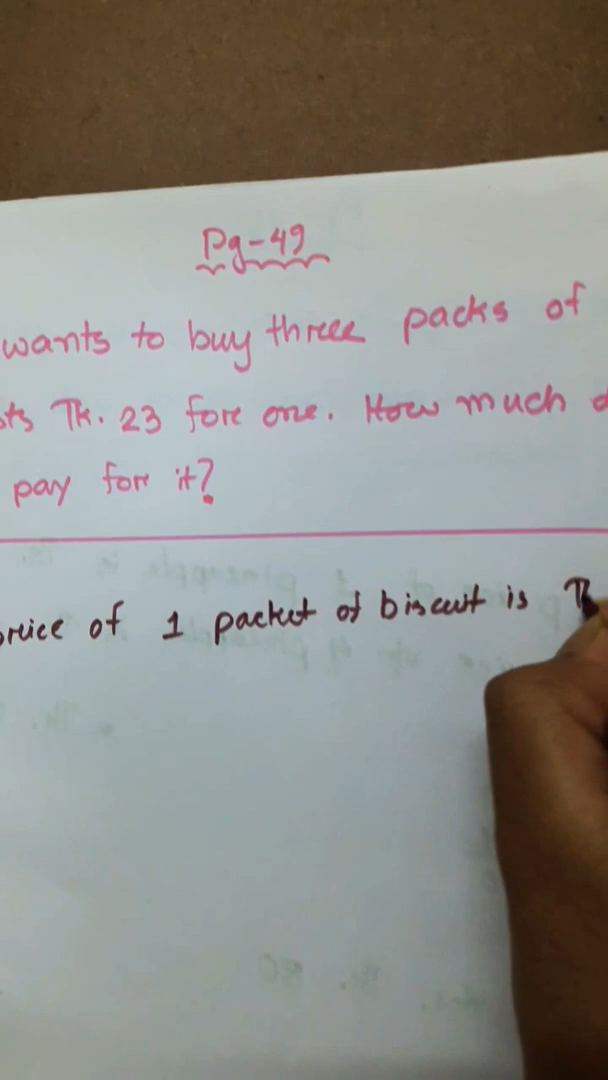 Pg-49
wants to buy three packs of
Tk. 23 fore one. How much
pay for it?
of 1 packet of biscuit is